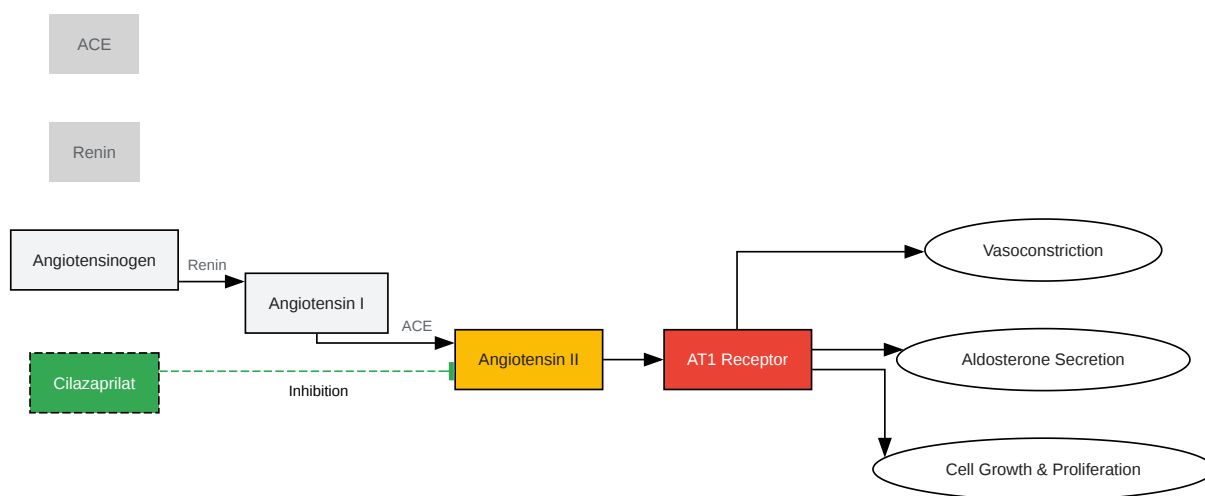 ACE
Renin
Angiotensinogen
Renin
Angiotensin I
ACE
Cilazaprilat
Inhibition
Angiotensin II
AT1 Receptor
Vasoconstriction
Aldosterone Secretion
Cell Growth & Proliferation